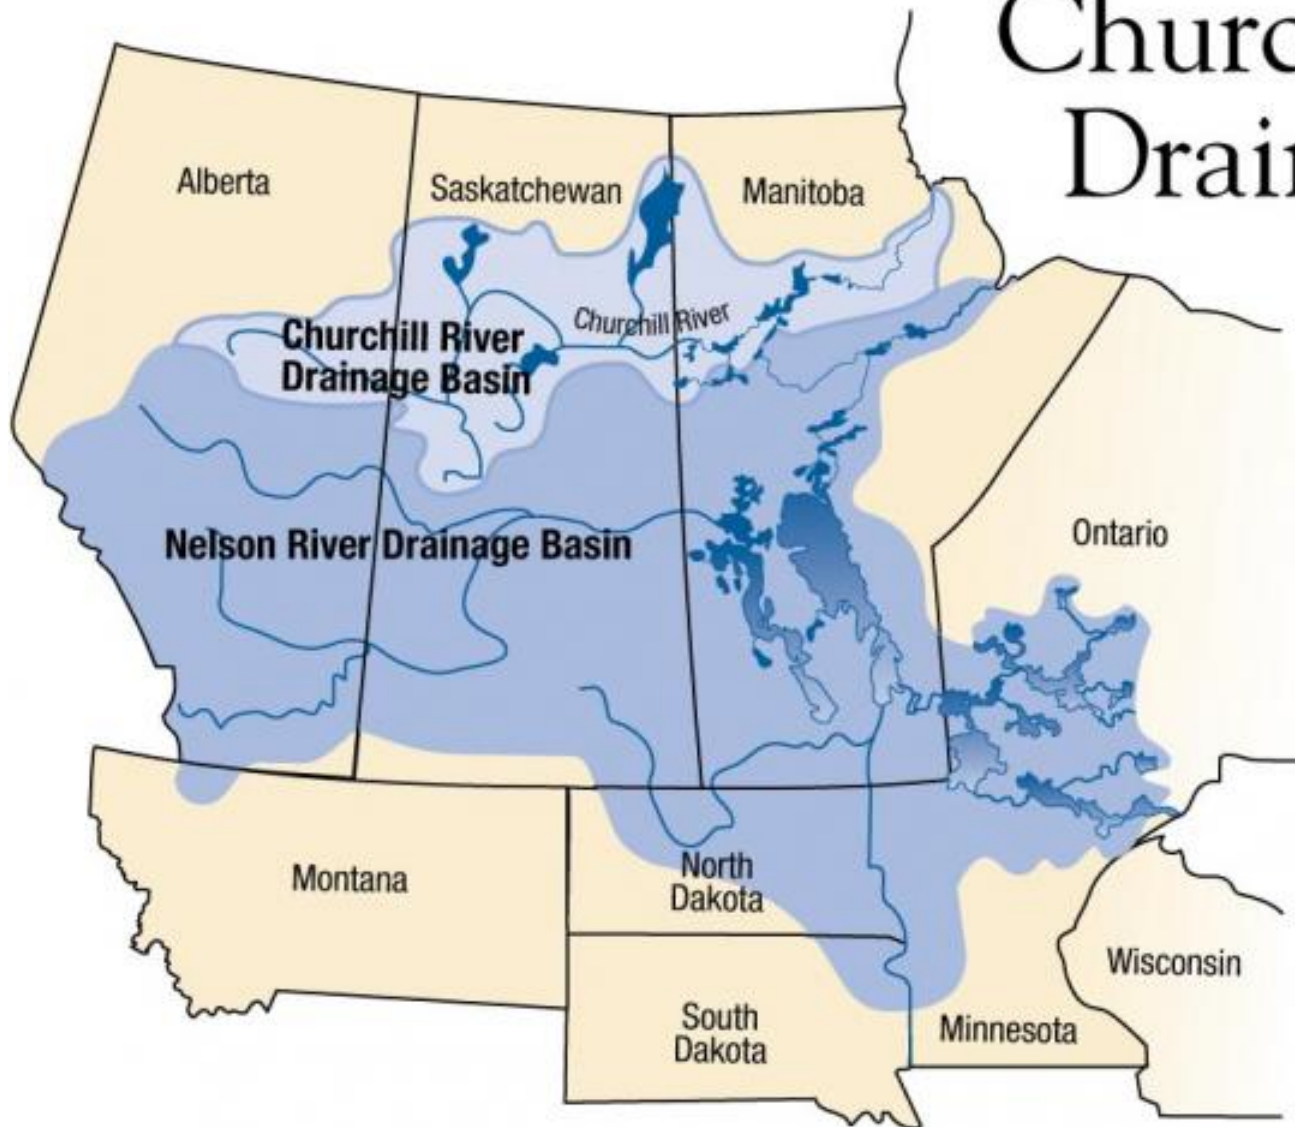 Churc
Drain
Alberta
Saskatchewan
Manitoba
Churchill River
Churchill River
Drainage Basin
Nelson River Drainage Basin
Ontario
Montana
North
Dakota
Wisconsin
South
Dakota
Minnesota